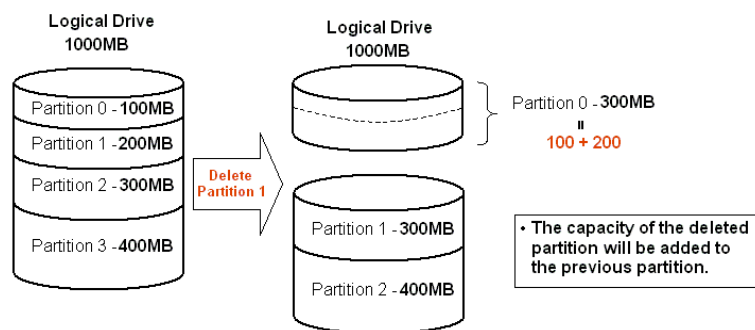 Logical Drive
1000MB
Partition 0 - 100MB
Partition 1 - 200MB
Partition 2 - 300MB
Partition 3 - 400MB
Delete
Partition 1
Logical Drive
1000MB
Partition 0 - 300MB
=
100 + 200
Partition 1 - 300MB
Partition 2 - 400MB
• The capacity of the deleted
partition will be added to
the previous partition.